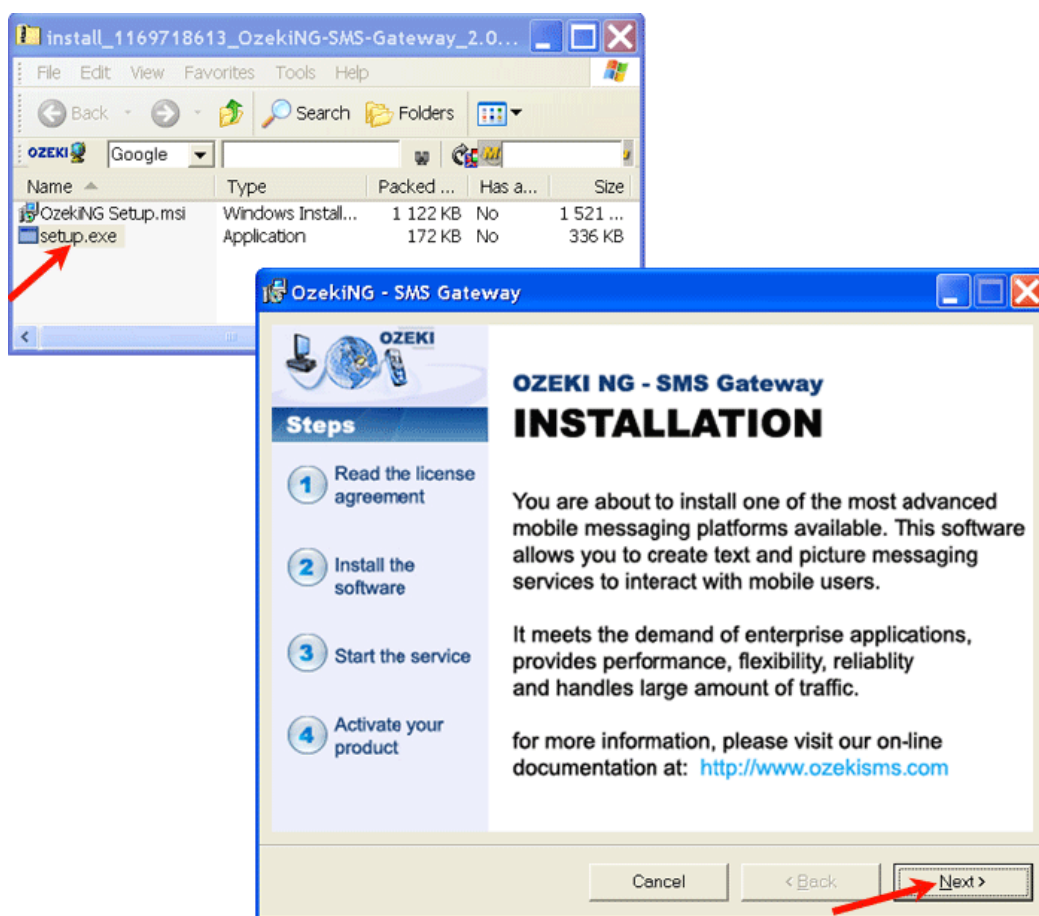 install_1169718613_OzekiNG-SMS-Gateway_2.0...
File Edit View Favorites Tools Help
Back Search Folders
OZEKI Google
Name Type Packed ... Has a... Size
OzekiNG Setup.msi Windows Install... 1 122 KB No 1 521 ...
setup.exe Application 172 KB No 336 KB
OzekiNG - SMS Gateway
OZEKI
Steps
1 Read the license
agreement
2 Install the
software
3 Start the service
4 Activate your
product
OZEKI NG - SMS Gateway
INSTALLATION
You are about to install one of the most advanced
mobile messaging platforms available. This software
allows you to create text and picture messaging
services to interact with mobile users.
It meets the demand of enterprise applications,
provides performance, flexibility, reliablity
and handles large amount of traffic.
for more information, please visit our on-line
documentation at: http://www.ozekisms.com
Cancel < Back Next >